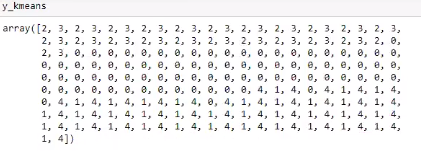 y_kmeans
array([2, 3, 2, 3, 2, 3, 2, 3, 2, 3, 2, 3, 2, 3, 2, 3, 2, 3, 2, 3, 2, 3,
2, 3, 2, 3, 2, 3, 2, 3, 2, 3, 2, 3, 2, 3, 2, 3, 2, 3, 2, 3, 2, 0,
2, 3, 0, 0, 0, 0, 0, 0, 0, 0, 0, 0, 0, 0, 0, 0, 0, 0, 0, 0, 0, 0,
0, 0, 0, 0, 0, 0, 0, 0, 0, 0, 0, 0, 0, 0, 0, 0, 0, 0, 0, 0, 0, 0,
0, 0, 0, 0, 0, 0, 0, 0, 0, 0, 0, 0, 0, 0, 0, 0, 0, 0, 0, 0, 0, 0,
0, 0, 0, 0, 0, 0, 0, 0, 0, 0, 0, 0, 0, 4, 1, 4, 0, 4, 1, 4, 1, 4,
0, 4, 1, 4, 1, 4, 1, 4, 1, 4, 0, 4, 1, 4, 1, 4, 1, 4, 1, 4, 1, 4,
1, 4, 1, 4, 1, 4, 1, 4, 1, 4, 1, 4, 1, 4, 1, 4, 1, 4, 1, 4, 1, 4,
1, 4, 1, 4, 1, 4, 1, 4, 1, 4, 1, 4, 1, 4, 1, 4, 1, 4, 1, 4, 1, 4,
1, 4])